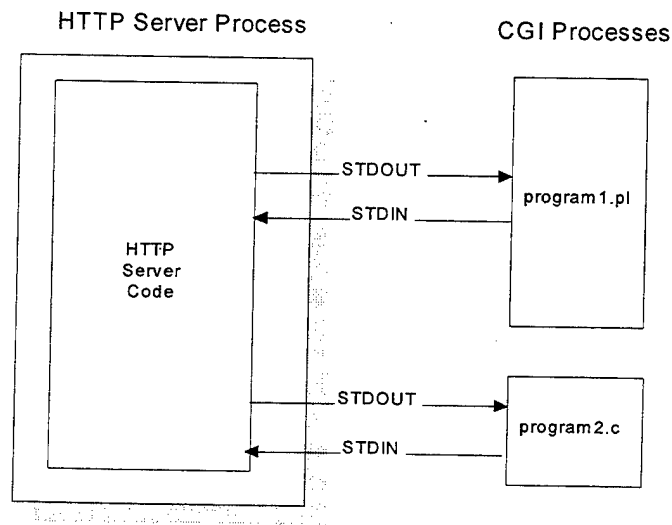 HTTP Server Process
CGI Processes
HTTP
Server
Code
STDOUT
STDIN
program1.pl
STDOUT
STDIN
program2.c